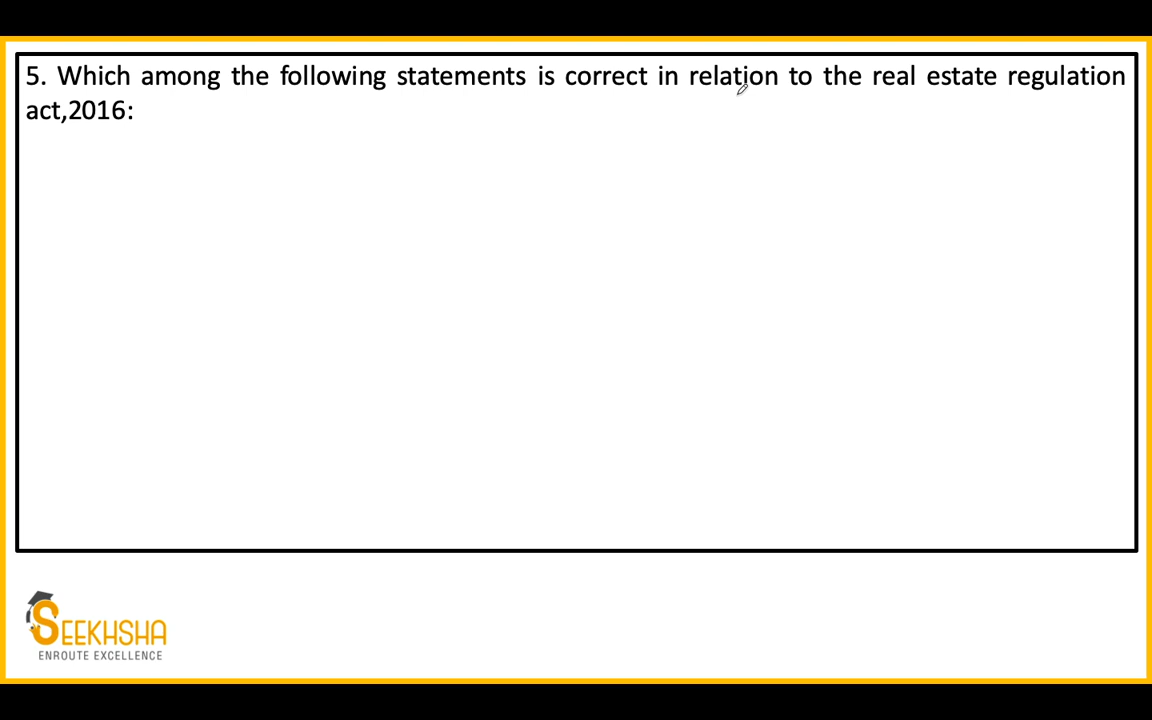 5. Which among the following statements is correct in relation to the real estate regulation
act,2016:
SEEKHSHA
ENROUTE EXCELLENCE